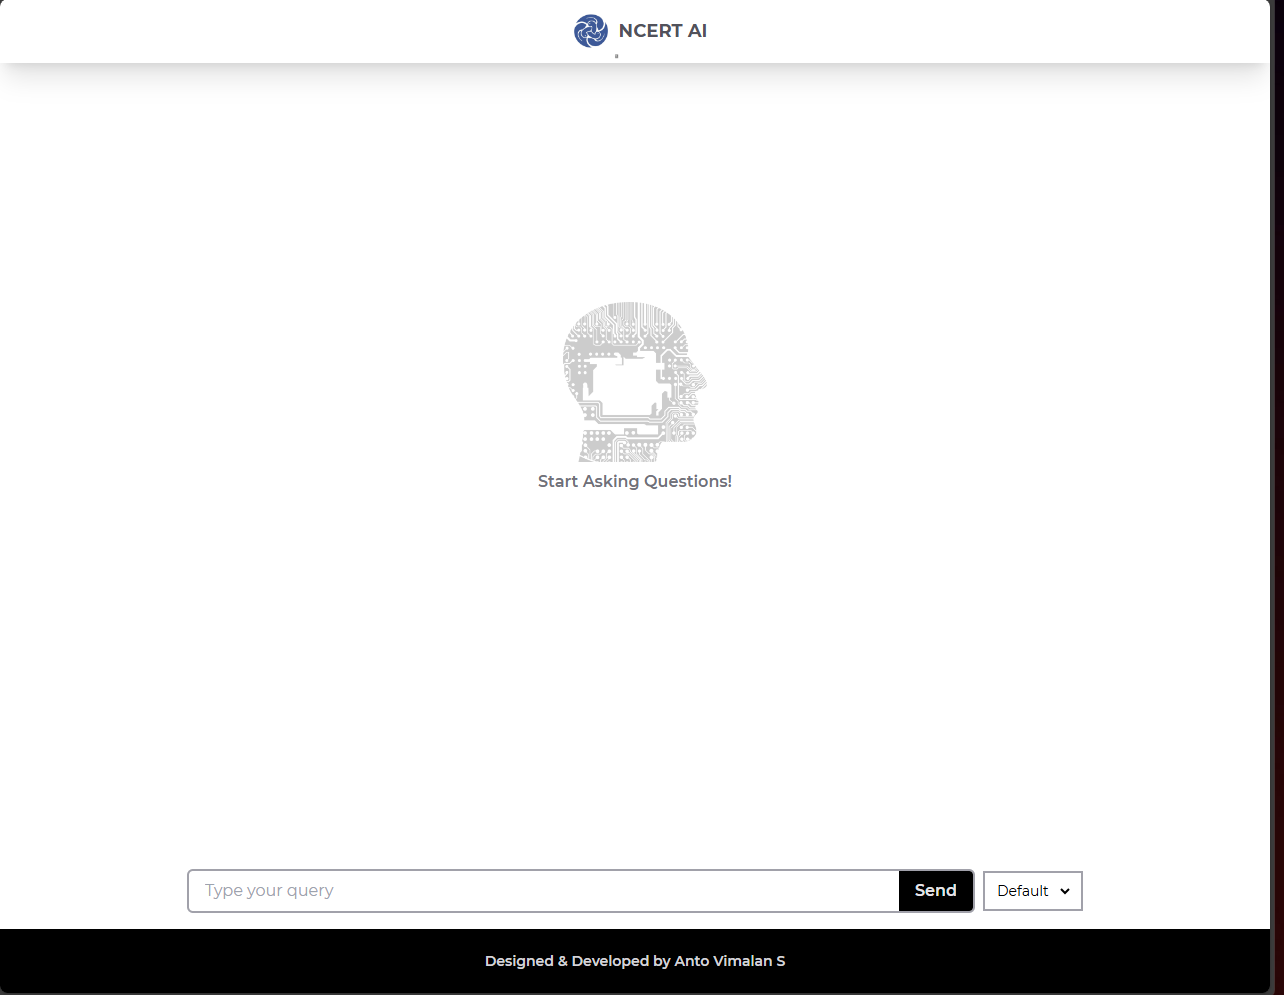 NCERT AI
Start Asking Questions!
Type your query
Send
Default
Designed & Developed by Anto Vimalan S